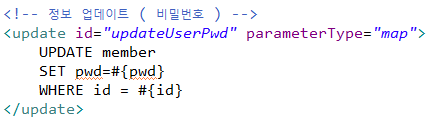 <!-- 정보 업데이트 ( 비밀번호 ) -->
<update id="updateUserPwd" parameterType="map">
UPDATE member
SET pwd=#{pwd}
WHERE id = #{id}
</update>